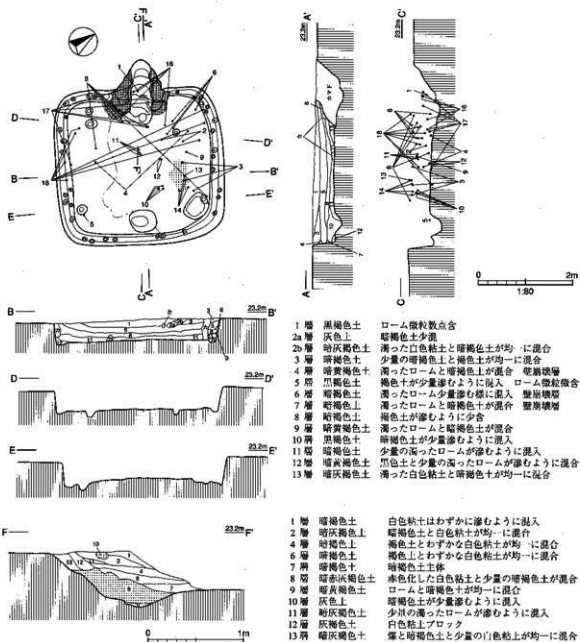 F
C'
A'
A'
C'
23.2m
23.2m
カマド
D
D'
B
B'
E
E'
C
A
A
C
0 2m
1:80
B 23.2m B'
D 23.2m D'
E 23.2m E'
F 23.2m F'
0 1m
1層 黒褐色土 ローム微粒数点含
2a層 灰色土 暗褐色土少混
2b層 暗灰褐色土 濁った白色粘土と暗褐色土が均一に混合
3層 暗褐色土 少量の暗褐色土と褐色土が均一に混合
4層 暗黄褐色土 濁ったロームと暗褐色土が混合 壁崩壊層
5層 黒褐色土 褐色土が少量滲むように混入 ローム微粒微含
6層 暗褐色土 濁ったローム少量滲む様に混入 壁崩壊層
7層 暗褐色土 濁ったロームと暗褐色土が混合 壁崩壊層
8層 暗褐色土 褐色土が滲むように少含
9層 暗黄褐色土 濁ったロームと暗褐色土が混合
10層 黒褐色土 暗褐色土が少量滲むように混入
11層 暗褐色土 少量の濁ったロームが滲むように混入
12層 暗黄褐色土 黒色土と少量の濁ったロームが滲むように混合
13層 暗灰褐色土 濁った白色粘土と暗褐色土が均一に混合
1層 暗褐色土 白色粘土はわずかに滲むように混入
2層 暗灰褐色土 暗褐色土と白色粘土が均一に混合
4層 暗褐色土 褐色土とわずかな白色粘土が均一に混合
6層 暗褐色土 褐色土とわずかな白色粘土が均一に混合
7層 暗褐色土 暗褐色土主体
8層 暗赤灰褐色土 赤色化した白色粘土と少量の暗褐色土が混合
9層 暗黄褐色土 ロームと暗褐色土が均一に混合
10層 灰色土 暗褐色土が少量滲むように混入
11層 暗灰褐色土 少量の濁ったロームが滲むように混入
12層 灰褐色土 白色粘土ブロック
13層 暗灰褐色土 煤と暗褐色土と少量の白色粘土が均一に混合